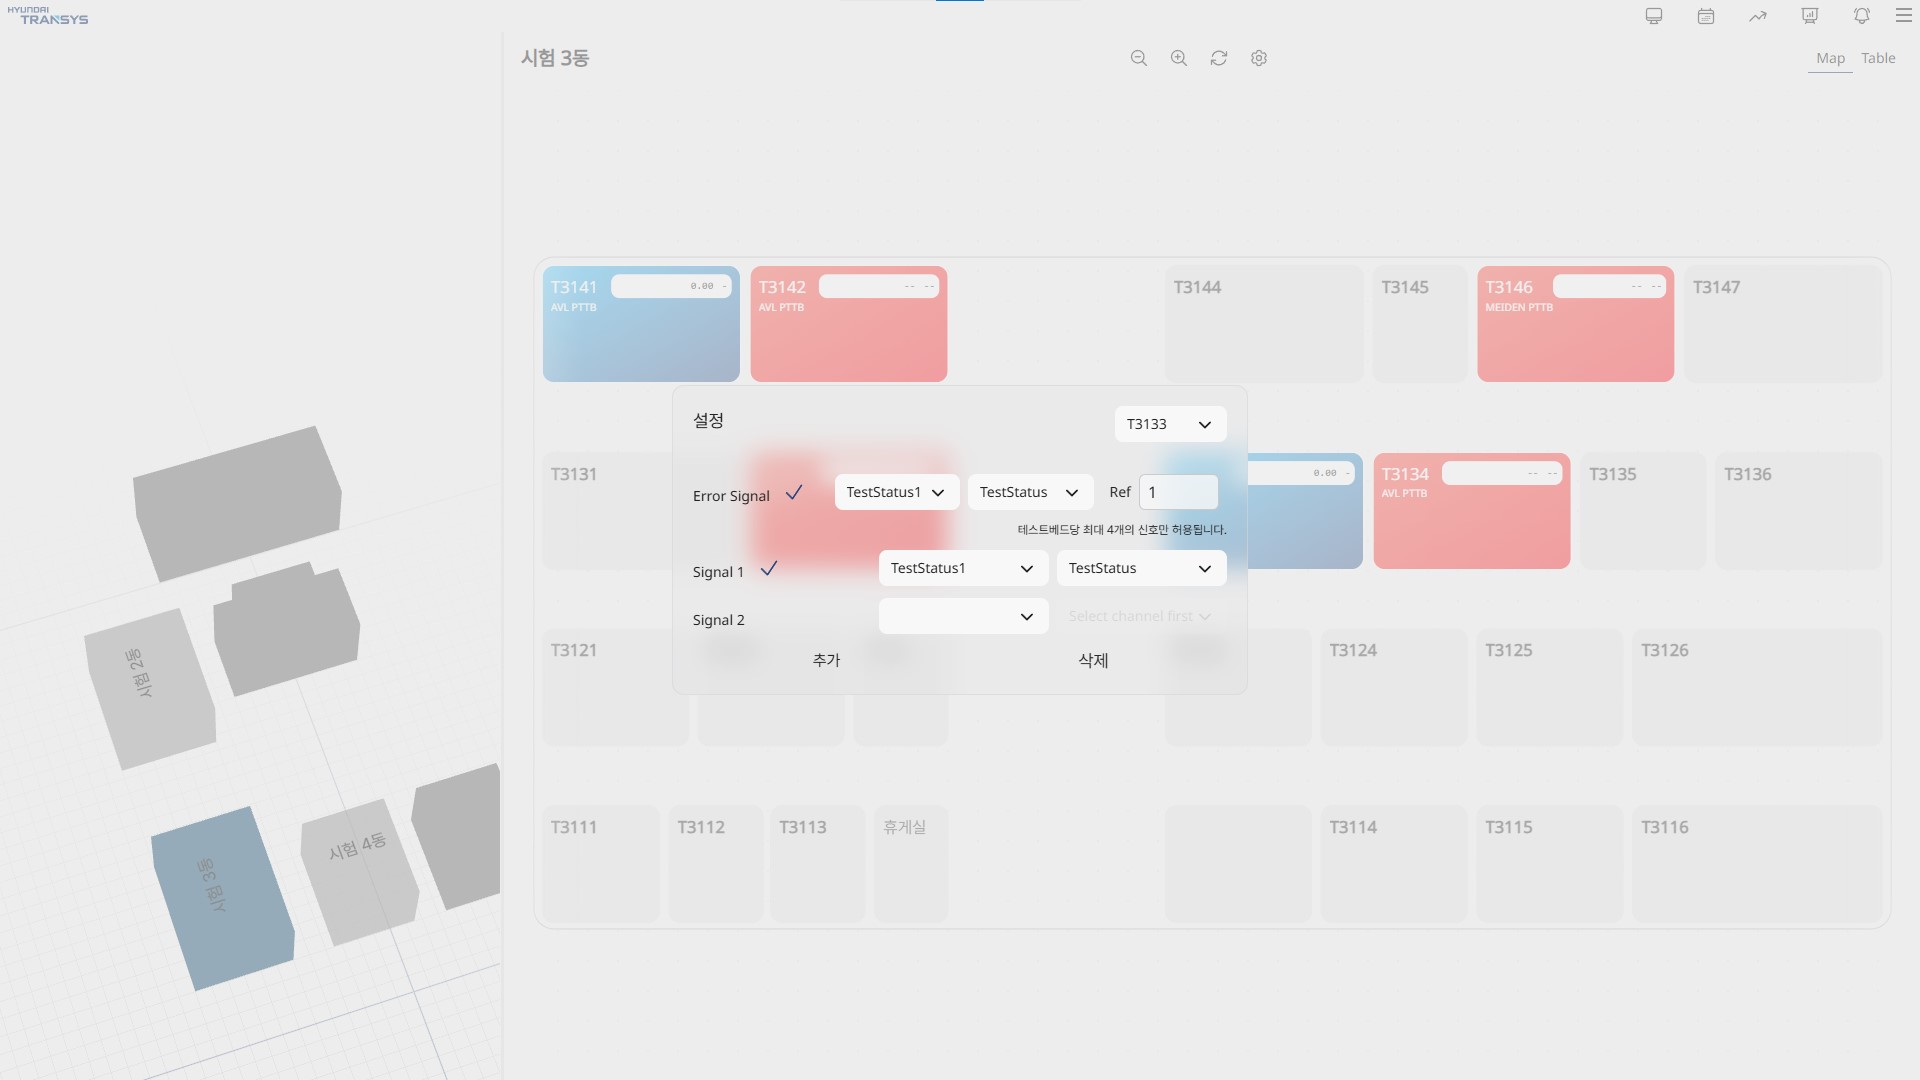 HYUNDAI
TRANSYS
시험 3동
Map Table
T3141 0.00 -
AVL PTTB
T3142 -- --
AVL PTTB
T3144
T3145
T3146 -- --
MEIDEN PTTB
T3147
설정
T3133
T3131
0.00 -
T3134 -- --
AVL PTTB
T3135
T3136
Error Signal TestStatus1 TestStatus Ref 1
테스트베드당 최대 4개의 신호만 허용됩니다.
Signal 1 TestStatus1 TestStatus
Signal 2 Select channel first
추가 삭제
T3121
T3124
T3125
T3126
T3111
T3112
T3113
휴게실
T3114
T3115
T3116
시험 2동
시험 3동
시험 4동